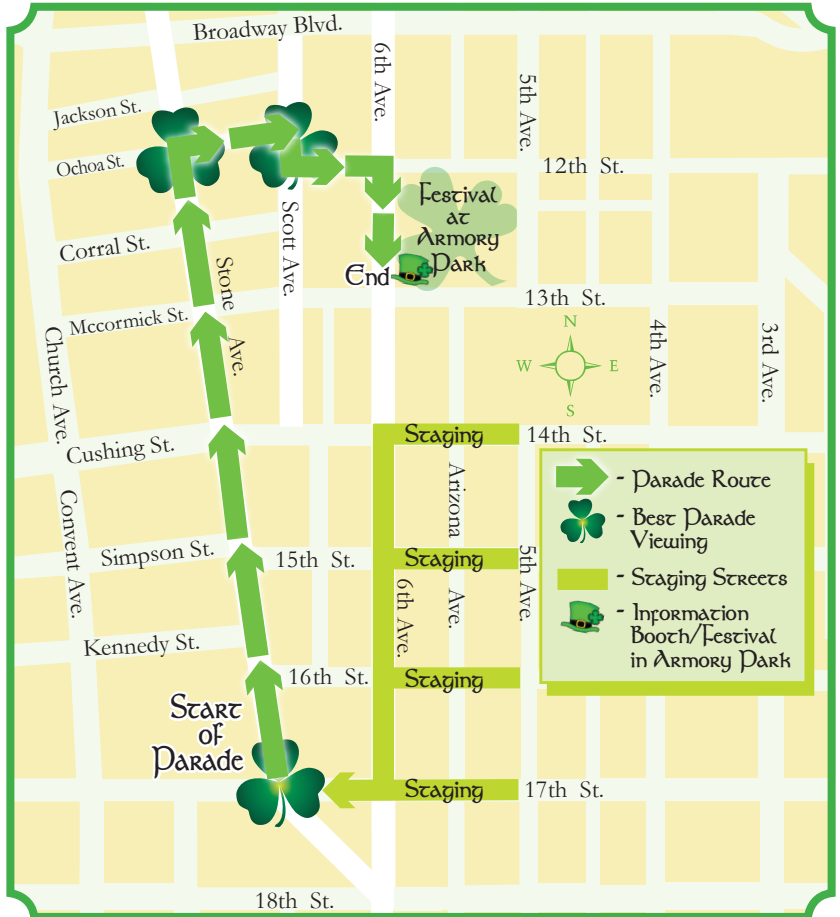 Broadway Blvd.
6th Ave.
5th Ave.
Jackson St.
Ochoa St.
12th St.
Festival
at
Armory
Park
Scott Ave.
Corral St.
Stone Ave.
End
13th St.
Mccormick St.
Church Ave.
N
W
E
S
4th Ave.
3rd Ave.
Cushing St.
Staging
14th St.
Arizona Ave.
- Parade Route
- Best Parade
Viewing
- Staging Streets
- Information
Booth/Festival
in Armory Park
Convent Ave.
Simpson St.
15th St.
Staging
5th Ave.
6th Ave.
Kennedy St.
16th St.
Staging
Start
of
Parade
Staging
17th St.
18th St.